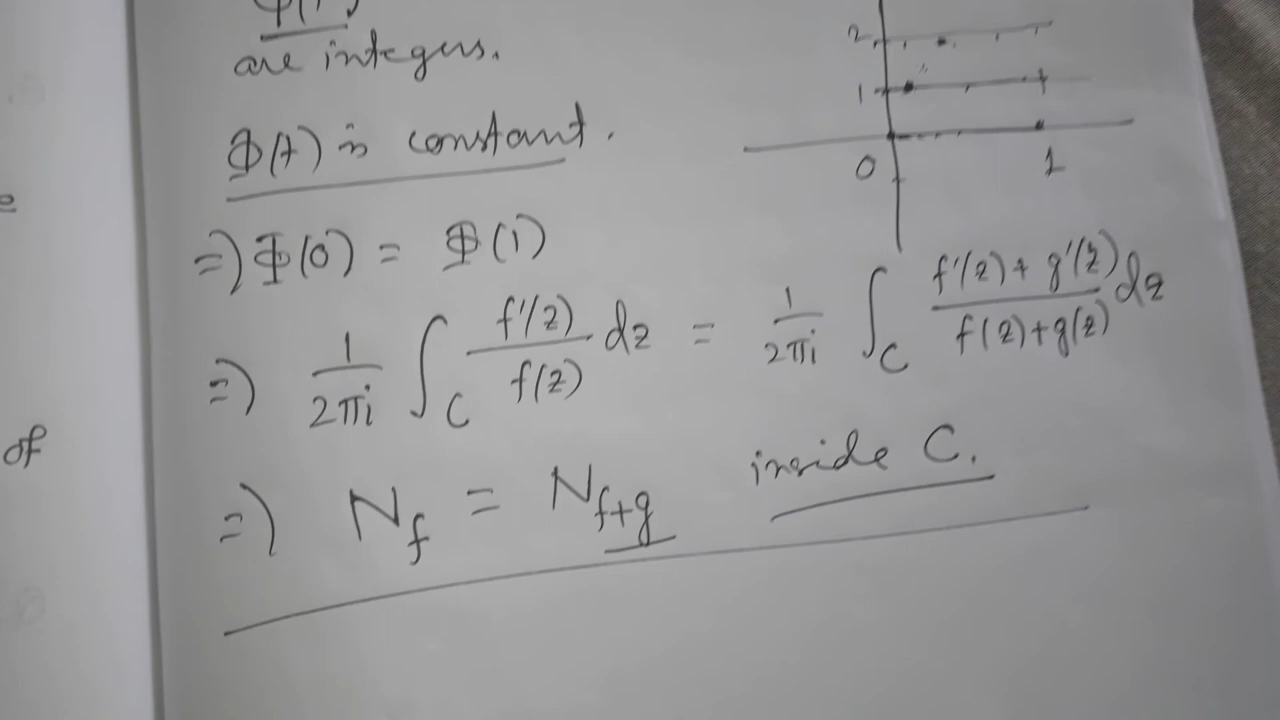 are integers.
Φ(t) is constant.
=) Φ(0) = Φ(1)
=) 1/2πi ∫_C f'(z)/f(z) dz = 1/2πi ∫_C f'(z) + g'(z)/f(z)+g(z) dz
=) N_f = N_{f+g} inside C.
2
1
0 1
of